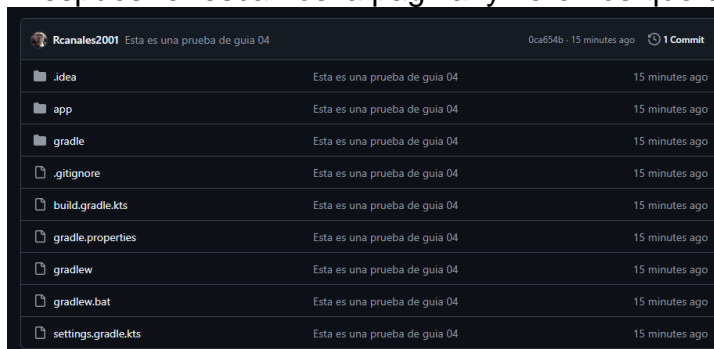 Rcanales2001 Esta es una prueba de guia 04 0ca654b · 15 minutes ago 1 Commit
.idea Esta es una prueba de guia 04 15 minutes ago
app Esta es una prueba de guia 04 15 minutes ago
gradle Esta es una prueba de guia 04 15 minutes ago
.gitignore Esta es una prueba de guia 04 15 minutes ago
build.gradle.kts Esta es una prueba de guia 04 15 minutes ago
gradle.properties Esta es una prueba de guia 04 15 minutes ago
gradlew Esta es una prueba de guia 04 15 minutes ago
gradlew.bat Esta es una prueba de guia 04 15 minutes ago
settings.gradle.kts Esta es una prueba de guia 04 15 minutes ago